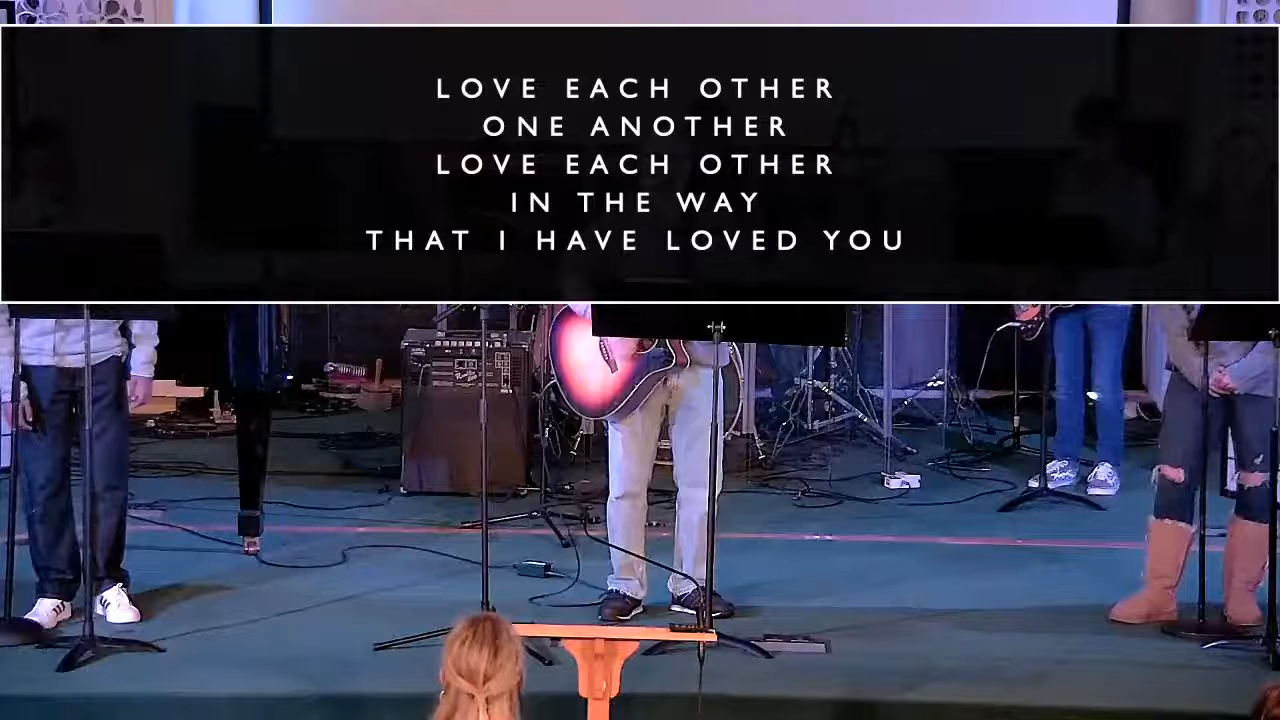 LOVE EACH OTHER
ONE ANOTHER
LOVE EACH OTHER
IN THE WAY
THAT I HAVE LOVED YOU